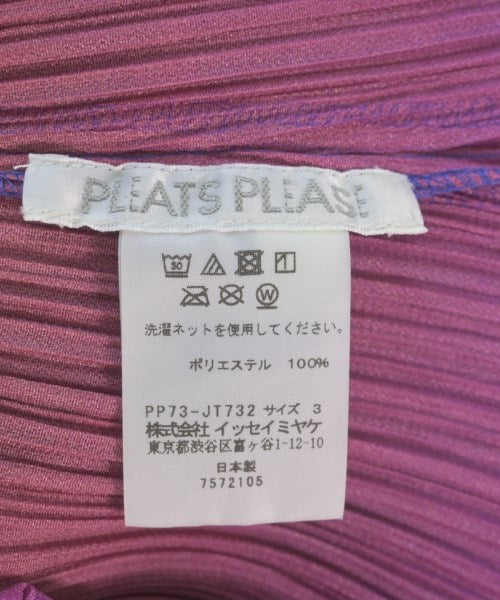 PLEATS PLEASE
30
W
洗濯ネットを使用してください。
ポリエステル 100%
PP73-JT732 サイズ 3
株式会社 イッセイミヤケ
東京都渋谷区富ヶ谷1-12-10
日本製
7572105